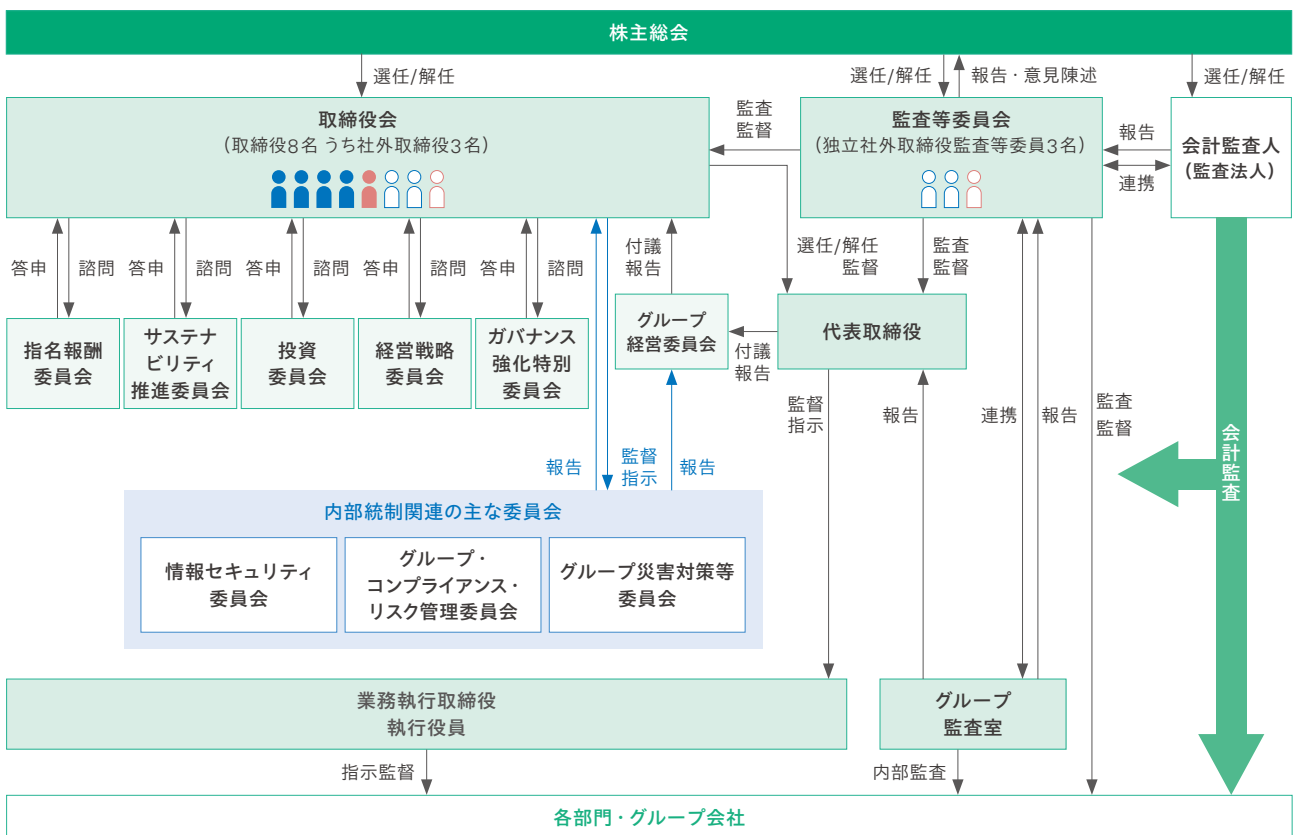 株主総会
選任/解任
選任/解任
報告・意見陳述
選任/解任
取締役会
(取締役8名 うち社外取締役3名)
監査
監督
監査等委員会
(独立社外取締役監査等委員3名)
報告
連携
会計監査人
(監査法人)
答申
諮問
答申
諮問
答申
諮問
答申
諮問
答申
諮問
付議
報告
選任/解任
監督
監査
監督
指名報酬
委員会
サステナ
ビリティ
推進委員会
投資
委員会
経営戦略
委員会
ガバナンス
強化特別
委員会
グループ
経営委員会
付議
報告
代表取締役
監督
指示
報告
連携
報告
監査
監督
会計監査
報告
監督
指示
報告
内部統制関連の主な委員会
情報セキュリティ
委員会
グループ・
コンプライアンス・
リスク管理委員会
グループ災害対策等
委員会
業務執行取締役
執行役員
グループ
監査室
指示監督
内部監査
各部門・グループ会社